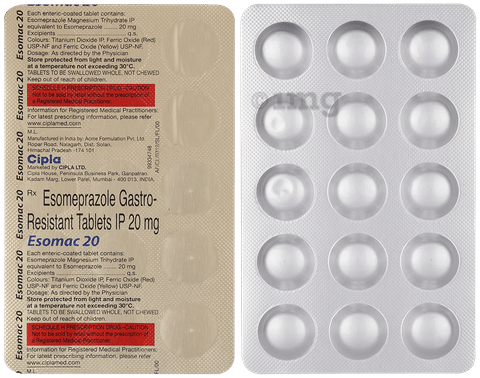 Esomac 20
Esomac 20
Each enteric-coated tablet contains:
Esomeprazole Magnesium Trihydrate IP
equivalent to Esomeprazole ....... 20 mg
Excipients ................................. q.s.
Colours: Titanium Dioxide IP, Ferric Oxide (Red)
USP-NF and Ferric Oxide (Yellow) USP-NF.
Dosage: As directed by the Physician
Store protected from light and moisture
at a temperature not exceeding 30°C.
TABLETS TO BE SWALLOWED WHOLE, NOT CHEWED
Keep out of reach of children.
SCHEDULE H PRESCRIPTION DRUG -CAUTION
Not to be sold by retail without the prescription of
a Registered Medical Practitioner.
Information for Registered Medical Practitioners:
For latest prescribing information, please refer
www.ciplamed.com
M.L.
Manufactured in India by: Acme Formulation Pvt. Ltd.
Ropar Road, Nalagarh, Dist. Solan,
Himachal Pradesh -174 101
Cipla
Marketed by CIPLA LTD.
Cipla House, Peninsula Business Park, Ganpatrao
Kadam Marg, Lower Parel, Mumbai - 400 013, INDIA.
Rx Esomeprazole Gastro-
Resistant Tablets IP 20 mg
Esomac 20
Each enteric-coated tablet contains:
Esomeprazole Magnesium Trihydrate IP
equivalent to Esomeprazole ....... 20 mg
Excipients ................................. q.s.
Colours: Titanium Dioxide IP, Ferric Oxide (Red)
USP-NF and Ferric Oxide (Yellow) USP-NF.
Dosage: As directed by the Physician
Store protected from light and moisture
at a temperature not exceeding 30°C.
TABLETS TO BE SWALLOWED WHOLE, NOT CHEWED
Keep out of reach of children.
SCHEDULE H PRESCRIPTION DRUG -CAUTION
Not to be sold by retail without the prescription of
a Registered Medical Practitioner.
Information for Registered Medical Practitioners:
For latest prescribing information, please refer
www.ciplamed.com
M.L.
Esomac 20
Esomac 20
Esomac 20
1mg